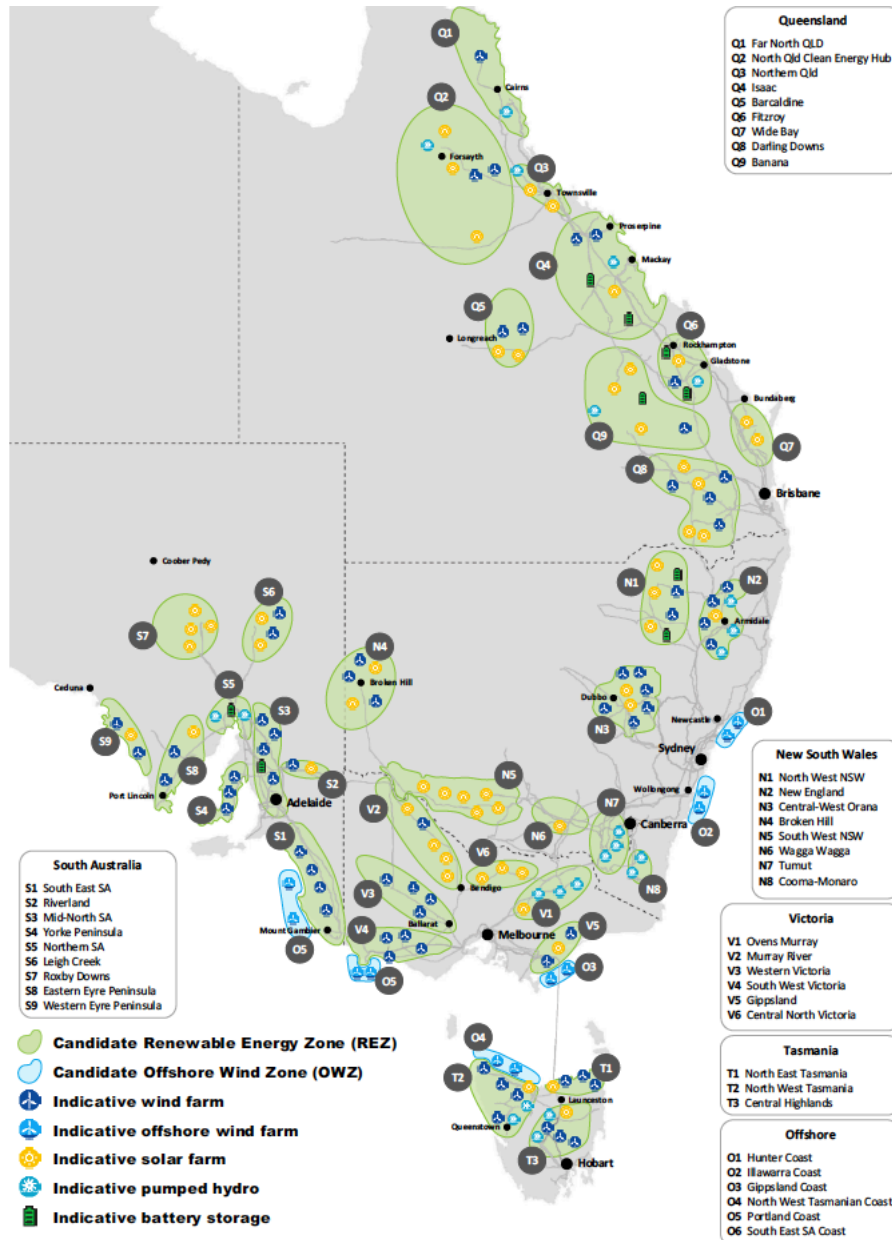 Queensland
Q1 Far North QLD
Q2 North Qld Clean Energy Hub
Q3 Northern Qld
Q4 Isaac
Q5 Barcaldine
Q6 Fitzroy
Q7 Wide Bay
Q8 Darling Downs
Q9 Banana
Q1
Cairns
Q2
Forsayth
Q3
Townsville
Proserpine
Q4
Mackay
Q5
Longreach
Q6
Rockhampton
Gladstone
Bundaberg
Q9
Q7
Q8
Brisbane
Coober Pedy
N1
N2
Armidale
S6
S7
N4
Broken Hill
Ceduna
S5
S3
Dubbo
N3
Newcastle
O1
Sydney
S9
S8
Port Lincoln
S4
S2
Adelaide
N5
Wollongong
O2
V2
N6
N7
Canberra
N8
S1
V6
Bendigo
V3
V1
Ballarat
Mount Gambier
V4
Melbourne
V5
O5
O5
O3
O4
T2
T1
Launceston
Queenstown
T3
Hobart
New South Wales
N1 North West NSW
N2 New England
N3 Central-West Orana
N4 Broken Hill
N5 South West NSW
N6 Wagga Wagga
N7 Tumut
N8 Cooma-Monaro
South Australia
S1 South East SA
S2 Riverland
S3 Mid-North SA
S4 Yorke Peninsula
S5 Northern SA
S6 Leigh Creek
S7 Roxby Downs
S8 Eastern Eyre Peninsula
S9 Western Eyre Peninsula
Victoria
V1 Ovens Murray
V2 Murray River
V3 Western Victoria
V4 South West Victoria
V5 Gippsland
V6 Central North Victoria
Tasmania
T1 North East Tasmania
T2 North West Tasmania
T3 Central Highlands
Offshore
O1 Hunter Coast
O2 Illawarra Coast
O3 Gippsland Coast
O4 North West Tasmanian Coast
O5 Portland Coast
O6 South East SA Coast
Candidate Renewable Energy Zone (REZ)
Candidate Offshore Wind Zone (OWZ)
Indicative wind farm
Indicative offshore wind farm
Indicative solar farm
Indicative pumped hydro
Indicative battery storage